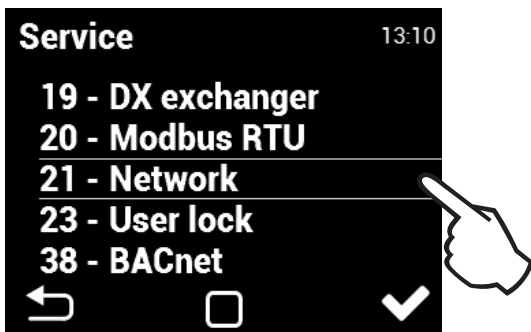 Service 13:10
19 - DX exchanger
20 - Modbus RTU
21 - Network
23 - User lock
38 - BACnet